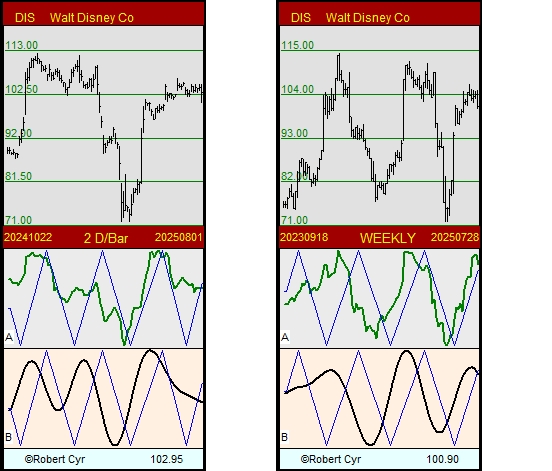 DIS Walt Disney Co
113.00
102.50
92.00
81.50
71.00
20241022 2 D/Bar 20250801
A
B
©Robert Cyr 102.95
DIS Walt Disney Co
115.00
104.00
93.00
82.00
71.00
20230918 WEEKLY 20250728
A
B
©Robert Cyr 100.90